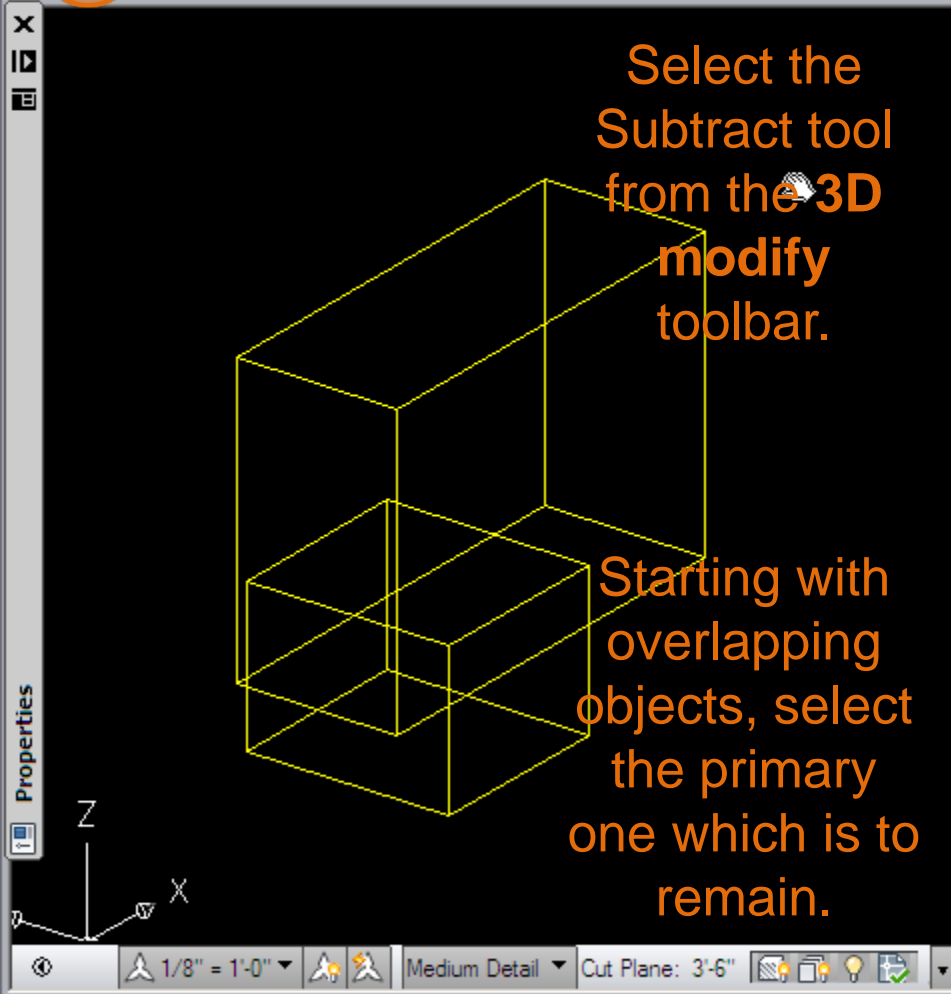 Select the
Subtract tool
from the 3D
modify
toolbar.
Starting with
overlapping
objects, select
the primary
one which is to
remain.
Properties
Z
X
1/8" = 1'-0"
Medium Detail
Cut Plane: 3'-6"